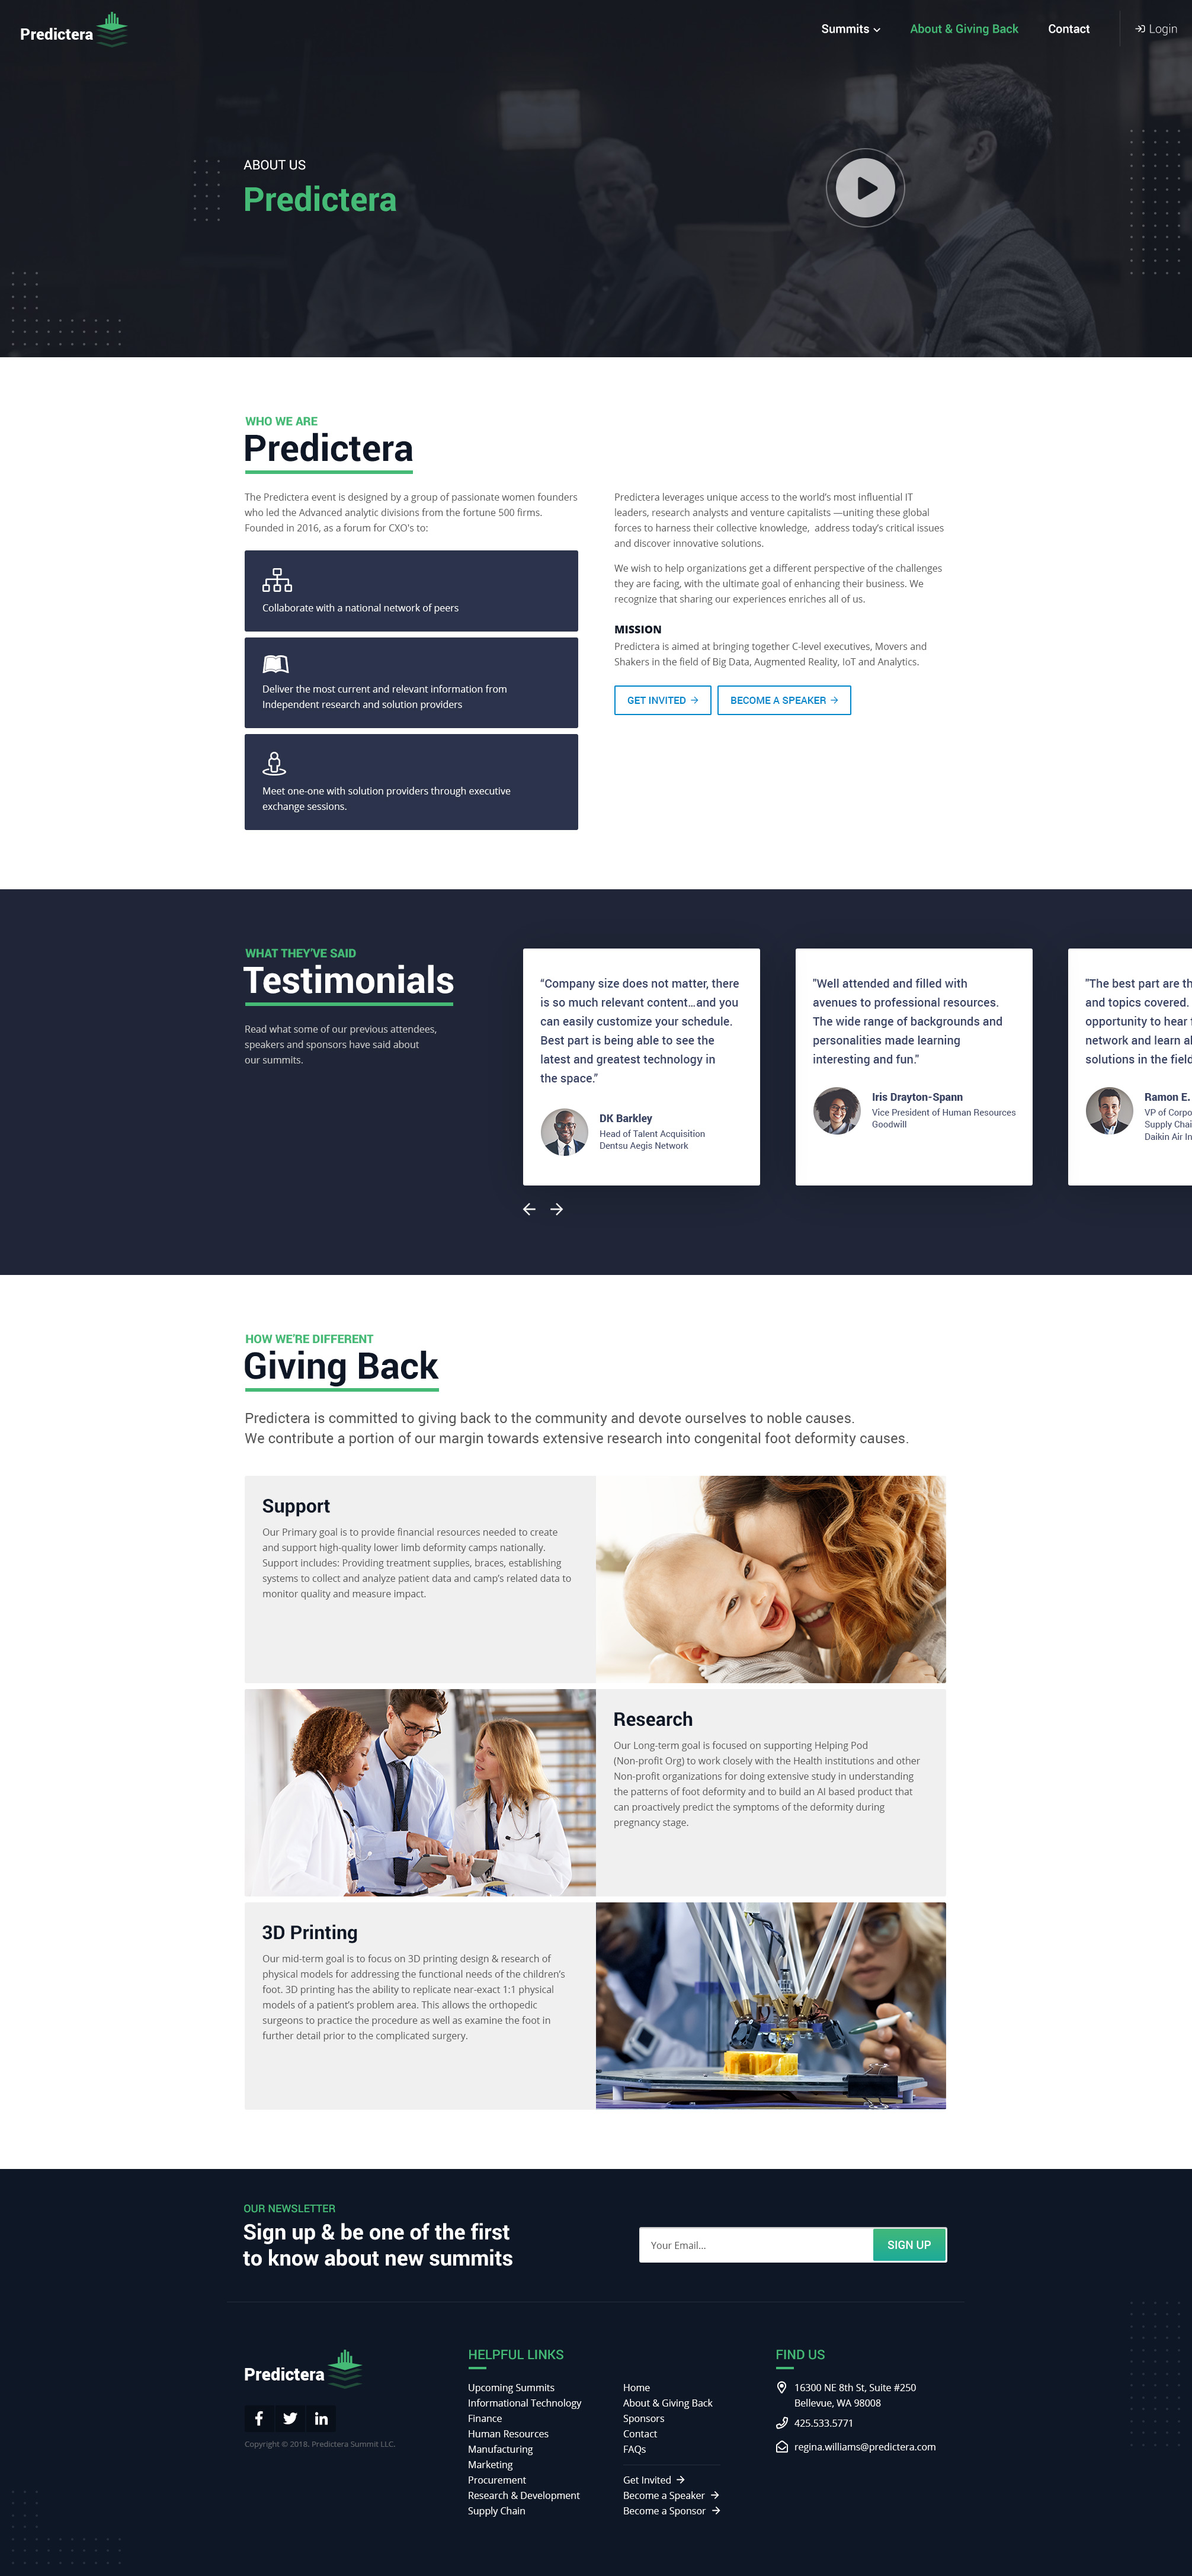 Predictera
Summits
About & Giving Back
Contact
Login
ABOUT US
Predictera
WHO WE ARE
Predictera
The Predictera event is designed by a group of passionate women founders
who led the Advanced analytic divisions from the fortune 500 firms.
Founded in 2016, as a forum for CXO's to:
Collaborate with a national network of peers
Deliver the most current and relevant information from
Independent research and solution providers
Meet one-one with solution providers through executive
exchange sessions.
Predictera leverages unique access to the world's most influential IT
leaders, research analysts and venture capitalists —uniting these global
forces to harness their collective knowledge,  address today's critical issues
and discover innovative solutions.
We wish to help organizations get a different perspective of the challenges
they are facing, with the ultimate goal of enhancing their business. We
recognize that sharing our experiences enriches all of us.
MISSION
Predictera is aimed at bringing together C-level executives, Movers and
Shakers in the field of Big Data, Augmented Reality, IoT and Analytics.
GET INVITED
BECOME A SPEAKER
WHAT THEY'VE SAID
Testimonials
Read what some of our previous attendees,
speakers and sponsors have said about
our summits.
“Company size does not matter, there
is so much relevant content…and you
can easily customize your schedule.
Best part is being able to see the
latest and greatest technology in
the space.”
DK Barkley
Head of Talent Acquisition
Dentsu Aegis Network
"Well attended and filled with
avenues to professional resources.
The wide range of backgrounds and
personalities made learning
interesting and fun."
Iris Drayton-Spann
Vice President of Human Resources
Goodwill
"The best part are th
and topics covered.
opportunity to hear
network and learn a
solutions in the field
Ramon E.
VP of Corpo
Supply Chai
Daikin Air In
HOW WE'RE DIFFERENT
Giving Back
Predictera is committed to giving back to the community and devote ourselves to noble causes.
We contribute a portion of our margin towards extensive research into congenital foot deformity causes.
Support
Our Primary goal is to provide financial resources needed to create
and support high-quality lower limb deformity camps nationally.
Support includes: Providing treatment supplies, braces, establishing
systems to collect and analyze patient data and camp's related data to
monitor quality and measure impact.
Research
Our Long-term goal is focused on supporting Helping Pod
(Non-profit Org) to work closely with the Health institutions and other
Non-profit organizations for doing extensive study in understanding
the patterns of foot deformity and to build an AI based product that
can proactively predict the symptoms of the deformity during
pregnancy stage.
3D Printing
Our mid-term goal is to focus on 3D printing design & research of
physical models for addressing the functional needs of the children's
foot. 3D printing has the ability to replicate near-exact 1:1 physical
models of a patient's problem area. This allows the orthopedic
surgeons to practice the procedure as well as examine the foot in
further detail prior to the complicated surgery.
OUR NEWSLETTER
Sign up & be one of the first
to know about new summits
Your Email...
SIGN UP
Predictera
Copyright © 2018. Predictera Summit LLC.
HELPFUL LINKS
Upcoming Summits
Informational Technology
Finance
Human Resources
Manufacturing
Marketing
Procurement
Research & Development
Supply Chain
Home
About & Giving Back
Sponsors
Contact
FAQs
Get Invited
Become a Speaker
Become a Sponsor
FIND US
16300 NE 8th St, Suite #250
Bellevue, WA 98008
425.533.5771
regina.williams@predictera.com